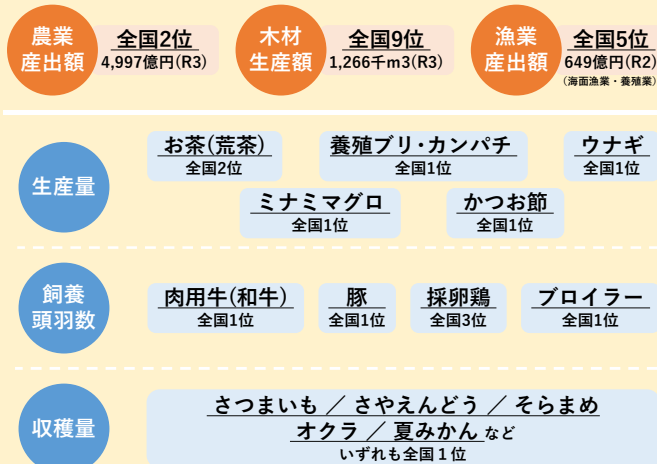 農業
産出額
全国2位
4,997億円(R3)
木材
生産額
全国9位
1,266千m3(R3)
漁業
産出額
全国5位
649億円(R2)
(海面漁業・養殖業)
生産量
お茶(荒茶)
全国2位
養殖ブリ・カンパチ
全国1位
ウナギ
全国1位
ミナミマグロ
全国1位
かつお節
全国1位
飼養
頭羽数
肉用牛(和牛)
全国1位
豚
全国1位
採卵鶏
全国3位
ブロイラー
全国1位
収穫量
さつまいも / さやえんどう / そらまめ
オクラ / 夏みかん など
いずれも全国1位